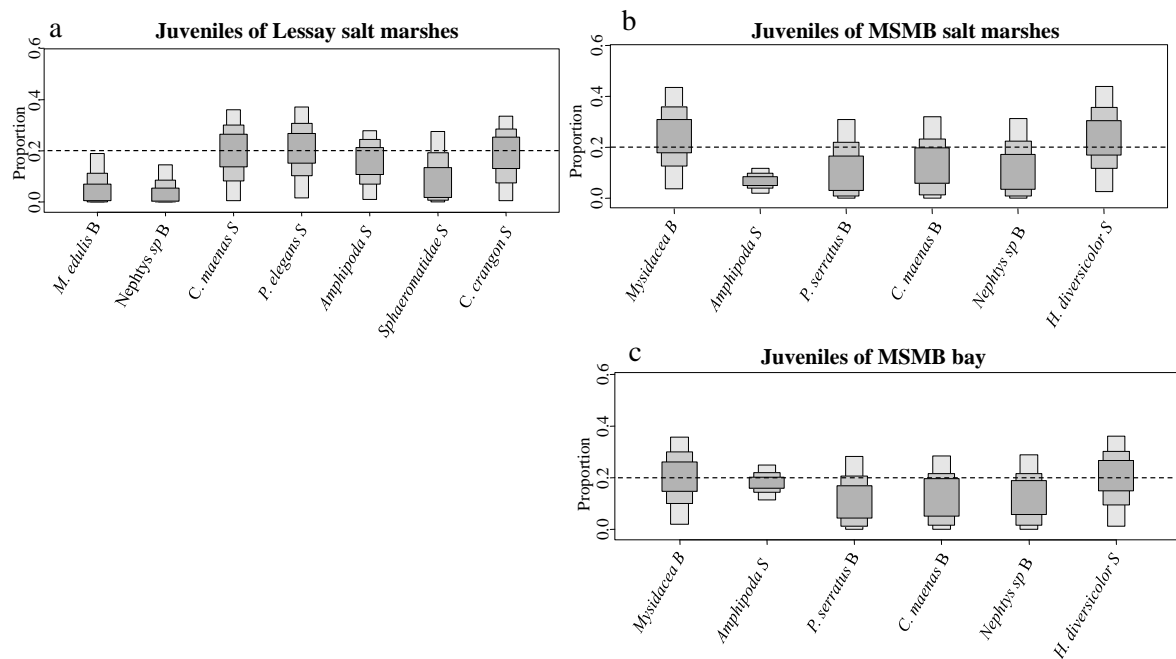 a
Juveniles of Lessay salt marshes
Proportion
0.0 0.2 0.4 0.6
M. edulis B
Nephtys sp B
C. maenas S
P. elegans S
Amphipoda S
Sphaeromatidae S
C. crangon S
b
Juveniles of MSMB salt marshes
Proportion
0.0 0.2 0.4 0.6
Mysidacea B
Amphipoda S
P. serratus B
C. maenas B
Nephtys sp B
H. diversicolor S
c
Juveniles of MSMB bay
Proportion
0.0 0.2 0.4 0.6
Mysidacea B
Amphipoda S
P. serratus B
C. maenas B
Nephtys sp B
H. diversicolor S